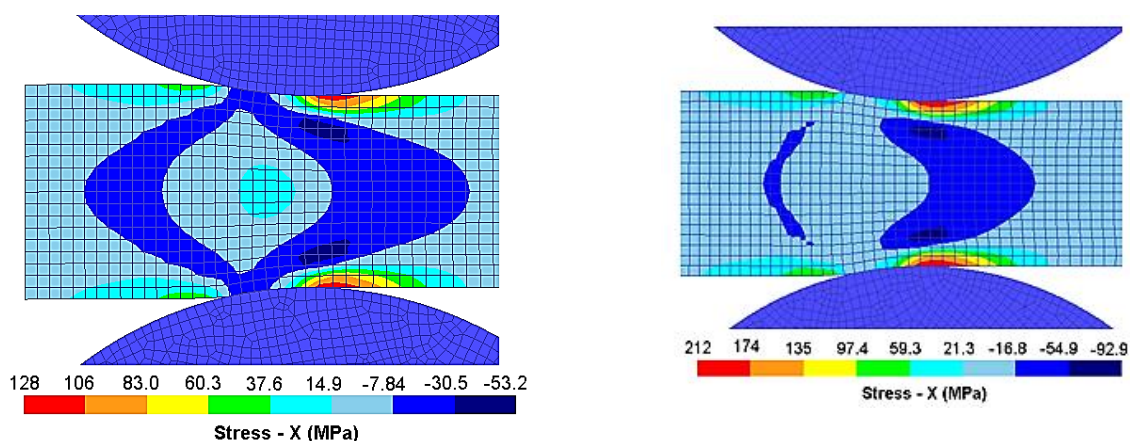 128 106 83.0 60.3 37.6 14.9 -7.84 -30.5 -53.2
Stress - X (MPa)
212 174 135 97.4 59.3 21.3 -16.8 -54.9 -92.9
Stress - X (MPa)